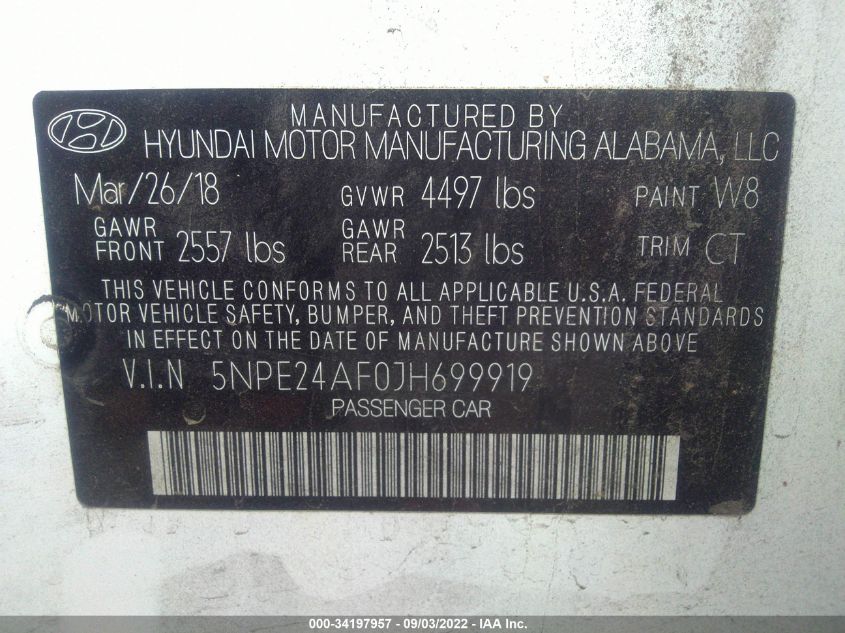 MANUFACTURED BY
HYUNDAI MOTOR MANUFACTURING ALABAMA, LLC
Mar/26/18 GVWR 4497 lbs PAINT W8
GAWR FRONT 2557 lbs GAWR REAR 2513 lbs TRIM CT
THIS VEHICLE CONFORMS TO ALL APPLICABLE U.S.A. FEDERAL
MOTOR VEHICLE SAFETY, BUMPER, AND THEFT PREVENTION STANDARDS
IN EFFECT ON THE DATE OF MANUFACTURE SHOWN ABOVE.
V.I.N 5NPE24AF0JH699919
PASSENGER CAR
000-34197957 - 09/03/2022 - 044774